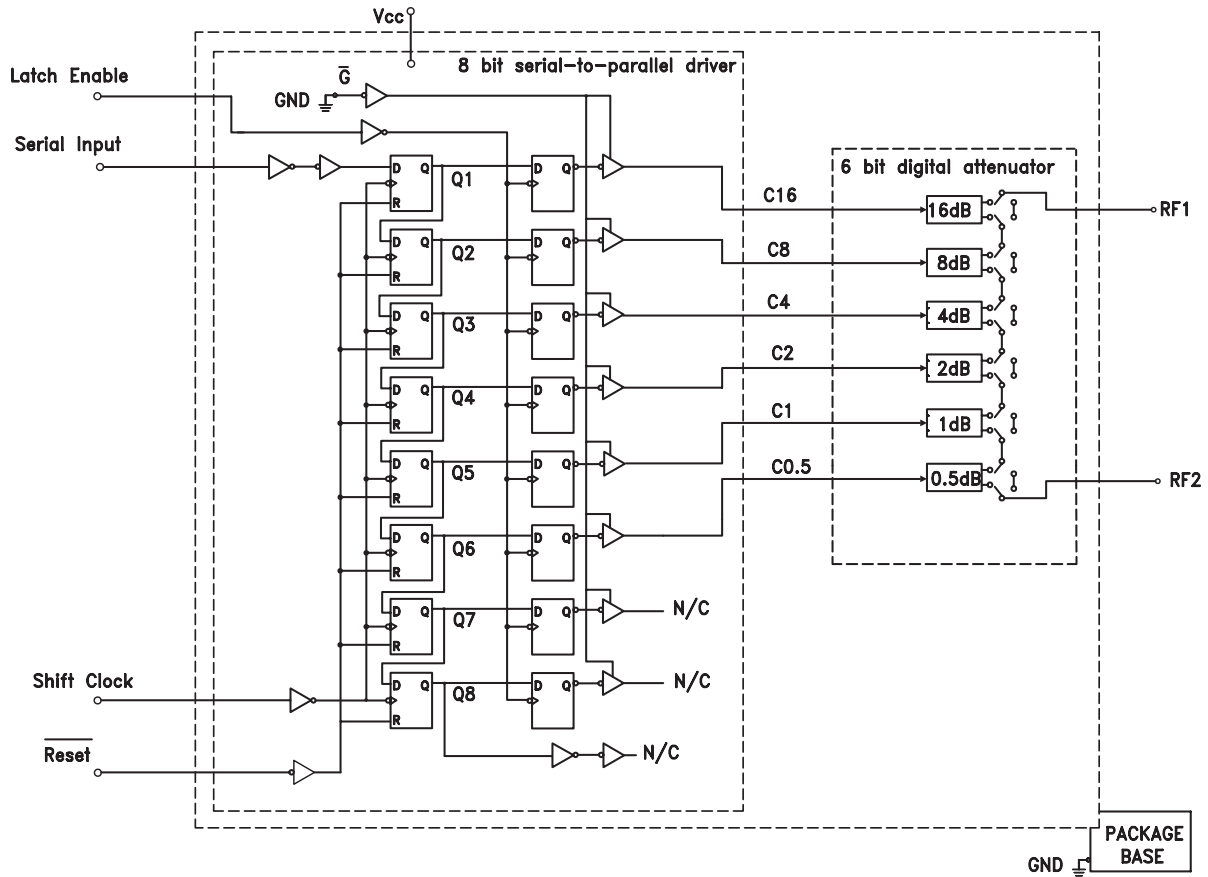 Vcc
8 bit serial-to-parallel driver
Latch Enable
G
GND
Serial Input
6 bit digital attenuator
D Q
R
Q1
D Q
C16
16dB
RF1
D Q
R
Q2
D Q
C8
8dB
D Q
R
Q3
D Q
C4
4dB
D Q
R
Q4
D Q
C2
2dB
D Q
R
Q5
D Q
C1
1dB
D Q
R
Q6
D Q
C0.5
0.5dB
RF2
D Q
R
Q7
D Q
N/C
D Q
R
Q8
D Q
N/C
Shift Clock
N/C
Reset
PACKAGE
BASE
GND